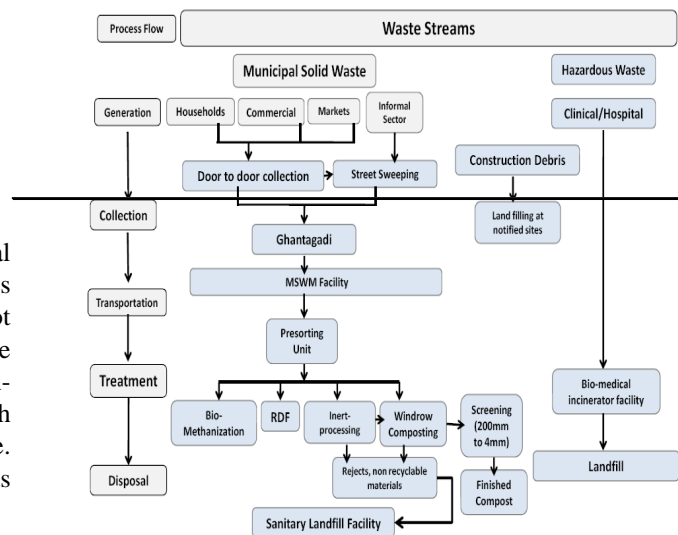 Process Flow
Waste Streams
Municipal Solid Waste
Hazardous Waste
Generation
Households
Commercial
Markets
Informal
Sector
Clinical/Hospital
Door to door collection
Street Sweeping
Construction Debris
Collection
Land filling at
notified sites
Ghantagadi
MSWM Facility
Transportation
Presorting
Unit
Treatment
Bio-
Methanization
RDF
Inert-
processing
Windrow
Composting
Screening
(200mm
to 4mm)
Bio-medical
incinerator facility
Disposal
Rejects, non recyclable
materials
Finished
Compost
Landfill
Sanitary Landfill Facility